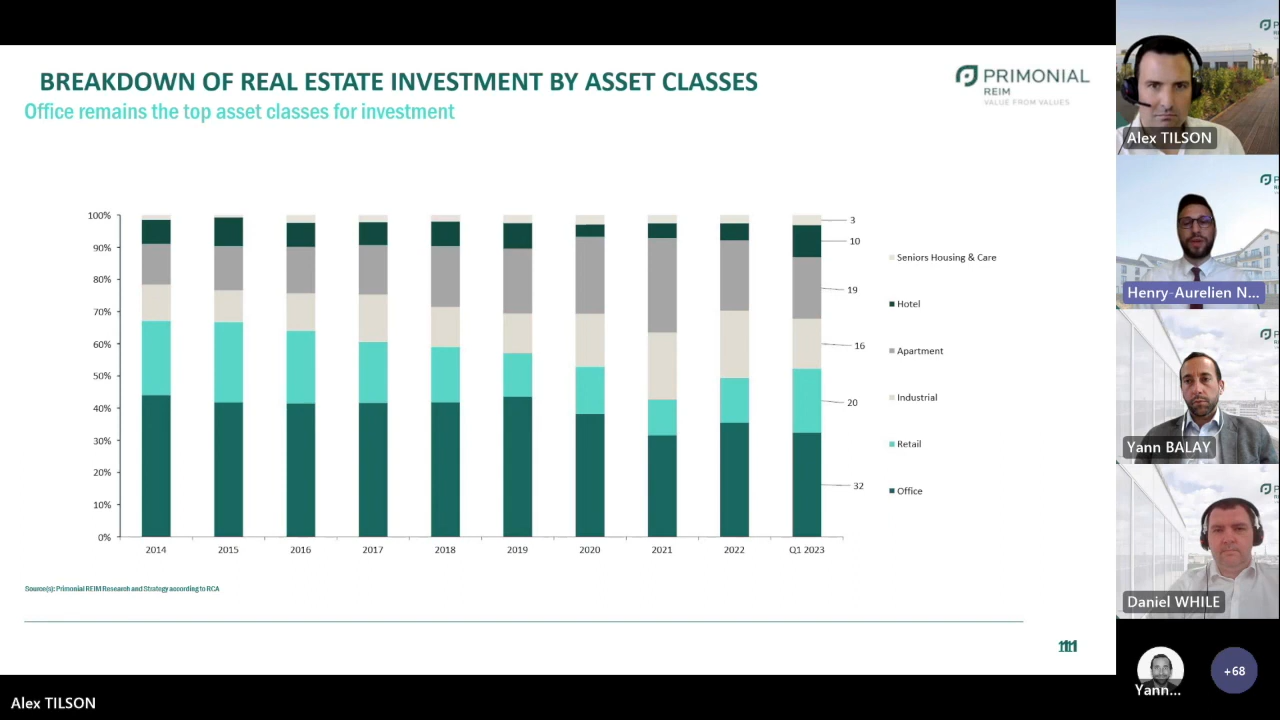 BREAKDOWN OF REAL ESTATE INVESTMENT BY ASSET CLASSES
Office remains the top asset classes for investment
PRIMONIAL
REIM
VALUE FROM VALUES
100%
90%
80%
70%
60%
50%
40%
30%
20%
10%
0%
2014
2015
2016
2017
2018
2019
2020
2021
2022
Q1 2023
3
10
19
16
20
32
Seniors Housing & Care
Hotel
Apartment
Industrial
Retail
Office
Source(s): Primonial REIM Research and Strategy according to RCA
Alex TILSON
Henry-Aurelien N...
Yann BALAY
Daniel WHILE
Yann...
+68
Alex TILSON